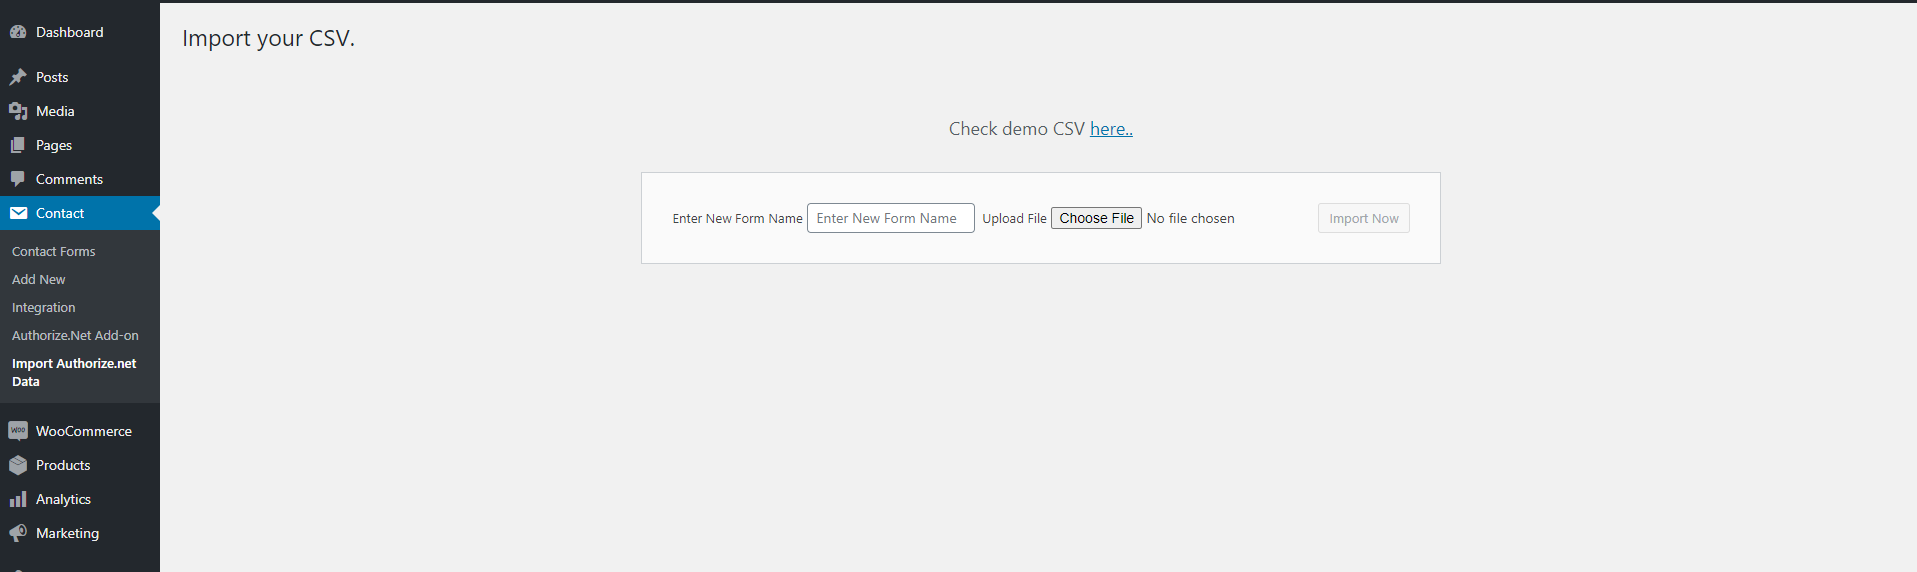 Dashboard
Posts
Media
Pages
Comments
Contact
Contact Forms
Add New
Integration
Authorize.Net Add-on
Import Authorize.net
Data
WOO WooCommerce
Products
Analytics
Marketing
Import your CSV.
Check demo CSV here..
Enter New Form Name Enter New Form Name Upload File Choose File No file chosen Import Now